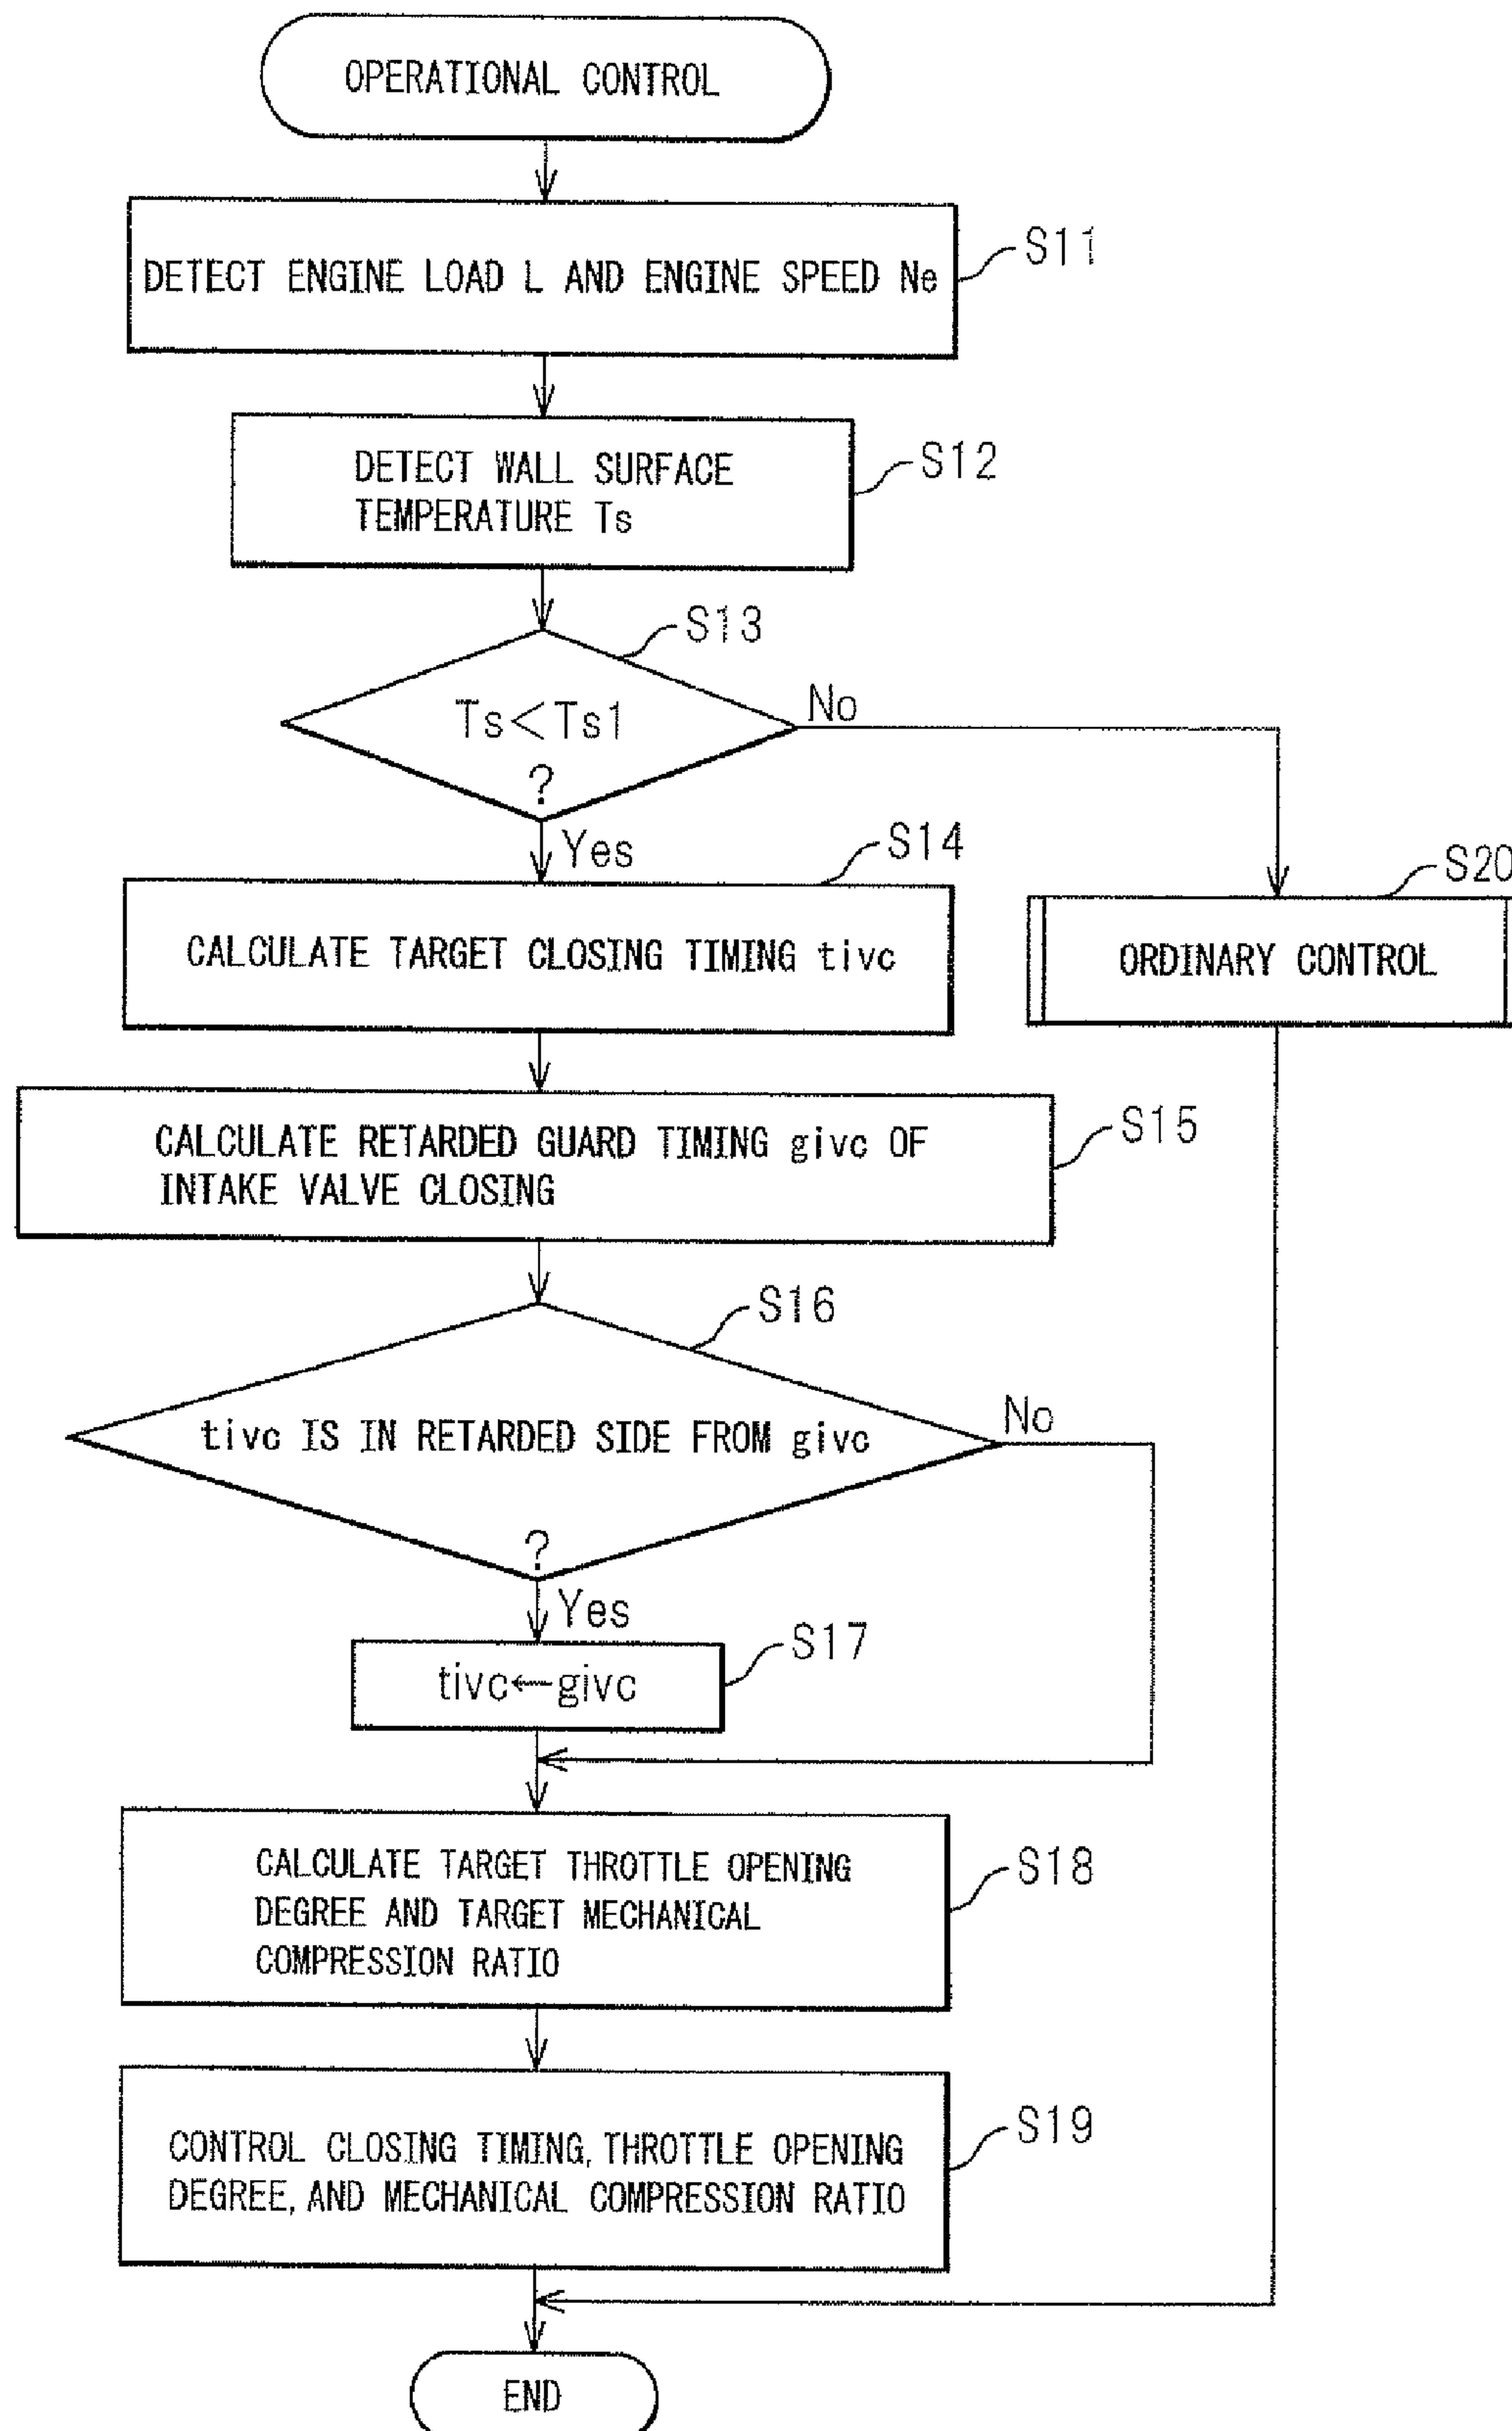 OPERATIONAL CONTROL
DETECT ENGINE LOAD L AND ENGINE SPEED Ne
S11
DETECT WALL SURFACE
TEMPERATURE Ts
S12
S13
Ts<Ts1
?
No
Yes
S14
CALCULATE TARGET CLOSING TIMING tivc
S20
ORDINARY CONTROL
CALCULATE RETARDED GUARD TIMING givc OF
INTAKE VALVE CLOSING
S15
S16
tivc IS IN RETARDED SIDE FROM givc
?
No
Yes
S17
tivc←givc
CALCULATE TARGET THROTTLE OPENING
DEGREE AND TARGET MECHANICAL
COMPRESSION RATIO
S18
CONTROL CLOSING TIMING, THROTTLE OPENING
DEGREE, AND MECHANICAL COMPRESSION RATIO
S19
END